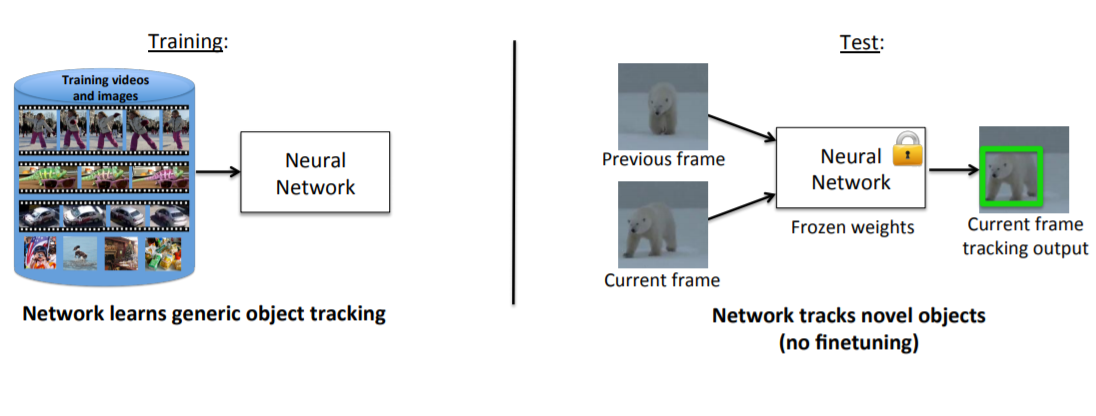 Training:
Training videos
and images
Neural
Network
Network learns generic object tracking
Test:
Previous frame
Current frame
Neural
Network
Frozen weights
Current frame
tracking output
Network tracks novel objects
(no finetuning)